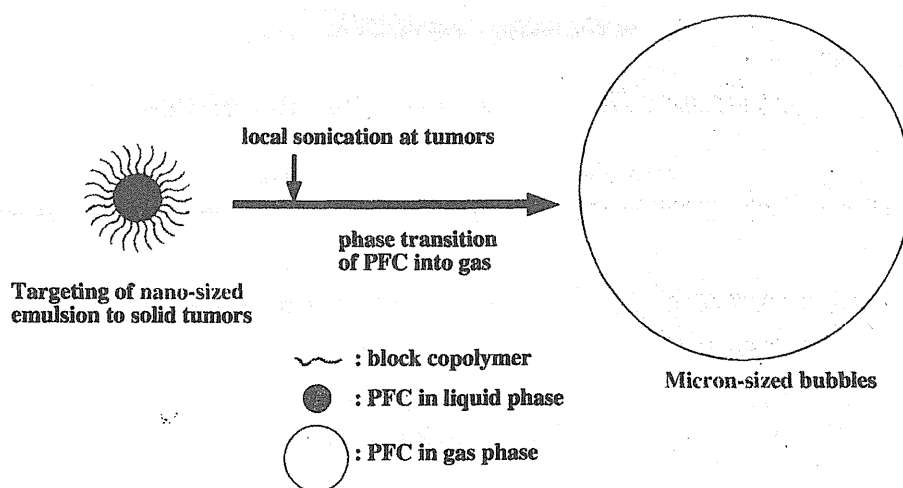 local sonication at tumors
phase transition
of PFC into gas
Targeting of nano-sized
emulsion to solid tumors
Micron-sized bubbles
: block copolymer
: PFC in liquid phase
: PFC in gas phase